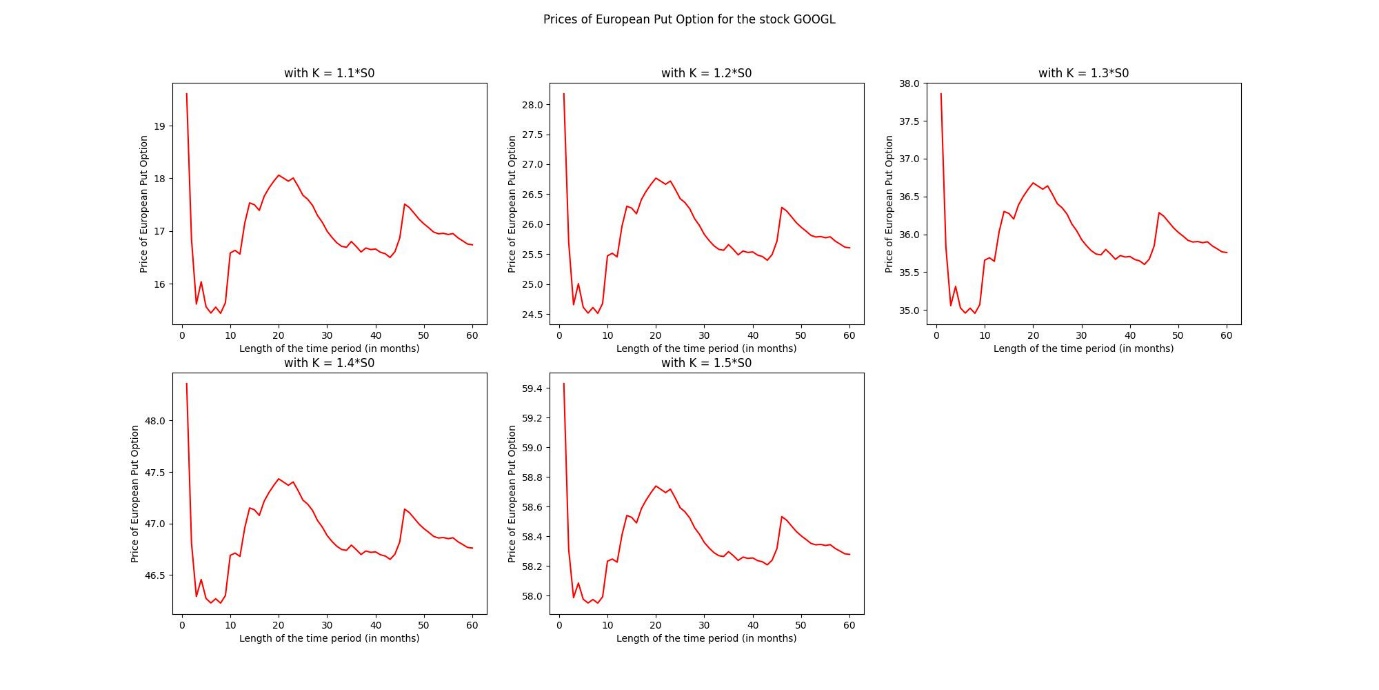 Prices of European Put Option for the stock GOOGL
with K = 1.1*S0
Price of European Put Option
19
18
17
16
0 10 20 30 40 50 60
Length of the time period (in months)
with K = 1.2*S0
Price of European Put Option
28.0
27.5
27.0
26.5
26.0
25.5
25.0
24.5
0 10 20 30 40 50 60
Length of the time period (in months)
with K = 1.3*S0
Price of European Put Option
38.0
37.5
37.0
36.5
36.0
35.5
35.0
0 10 20 30 40 50 60
Length of the time period (in months)
with K = 1.4*S0
Price of European Put Option
48.0
47.5
47.0
46.5
0 10 20 30 40 50 60
Length of the time period (in months)
with K = 1.5*S0
Price of European Put Option
59.4
59.2
59.0
58.8
58.6
58.4
58.2
58.0
0 10 20 30 40 50 60
Length of the time period (in months)